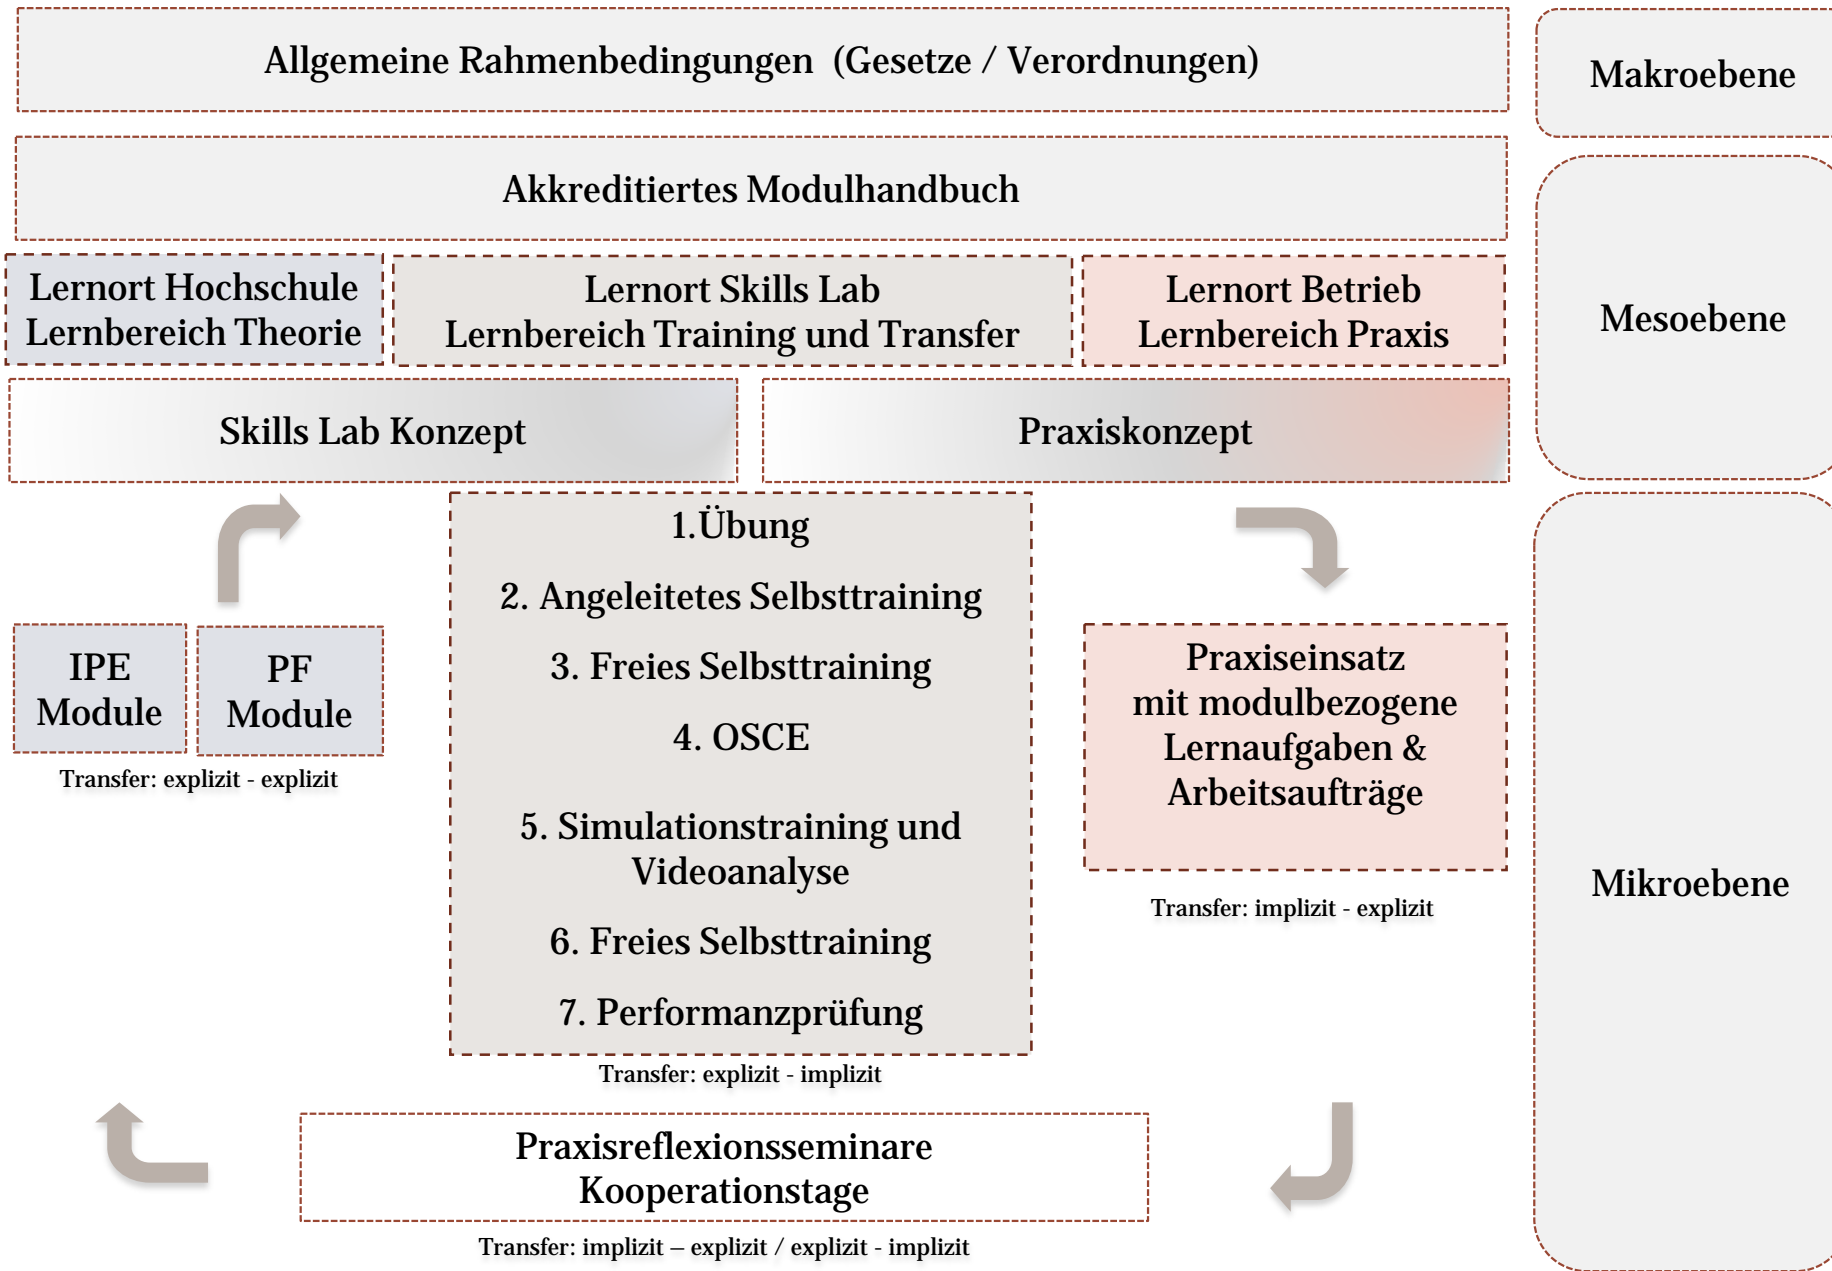 Allgemeine Rahmenbedingungen (Gesetze / Verordnungen)
Makroebene
Akkreditiertes Modulhandbuch
Lernort Hochschule
Lernbereich Theorie
Lernort Skills Lab
Lernbereich Training und Transfer
Lernort Betrieb
Lernbereich Praxis
Mesoebene
Skills Lab Konzept
Praxiskonzept
IPE
Module
PF
Module
Transfer: explizit - explizit
1.Übung
2. Angeleitetes Selbsttraining
3. Freies Selbsttraining
4. OSCE
5. Simulationstraining und
Videoanalyse
6. Freies Selbsttraining
7. Performanzprüfung
Transfer: explizit - implizit
Praxiseinsatz
mit modulbezogene
Lernaufgaben &
Arbeitsaufträge
Transfer: implizit - explizit
Mikroebene
Praxisreflexionsseminare
Kooperationstage
Transfer: implizit – explizit / explizit - implizit